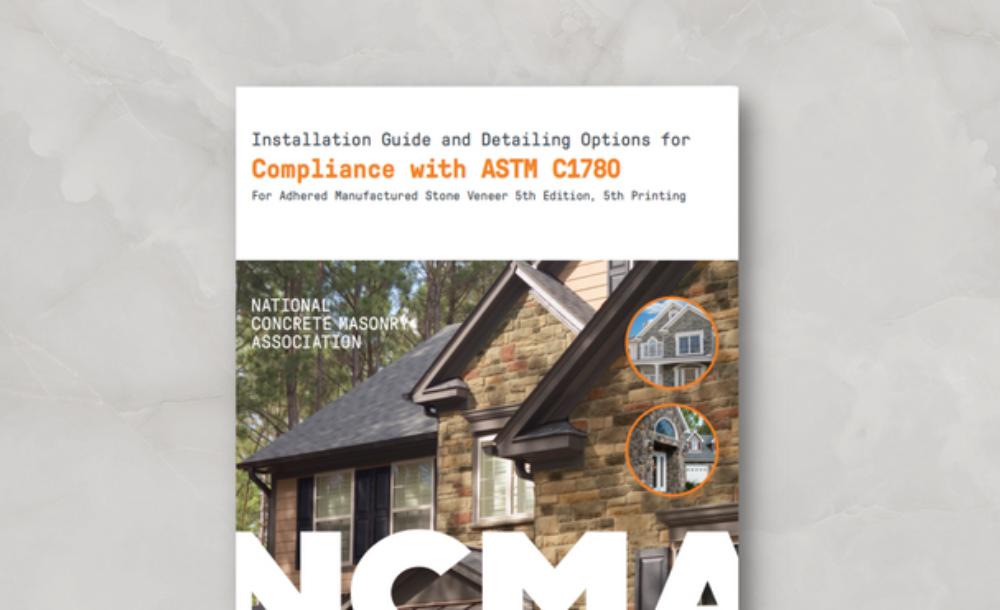 Installation Guide and Detailing Options for
Compliance with ASTM C1780
For Adhered Manufactured Stone Veneer 5th Edition, 5th Printing
NATIONAL
CONCRETE MASONRY
ASSOCIATION
NCMA